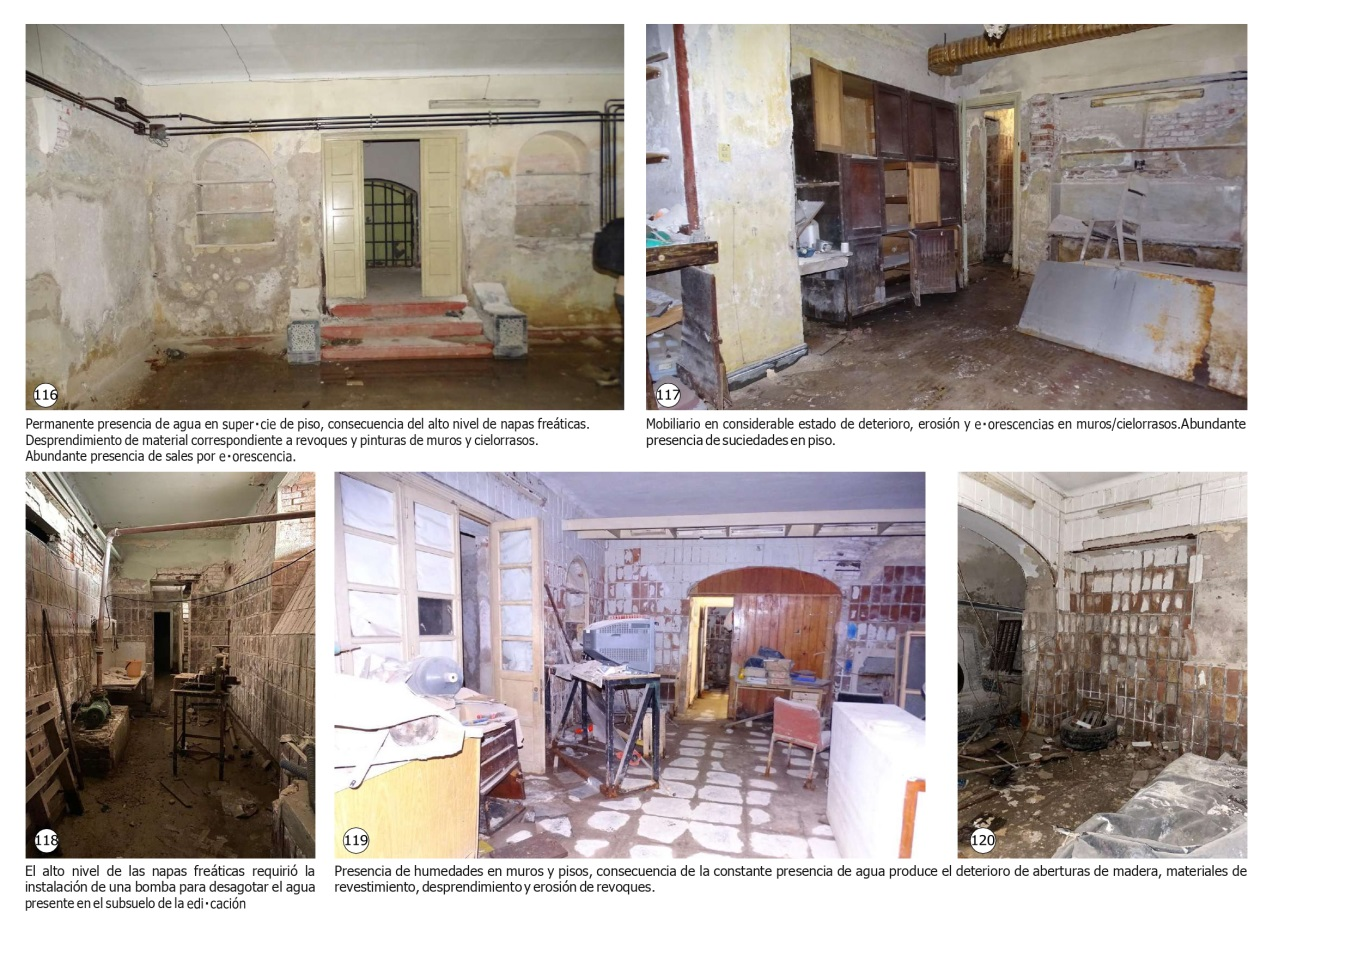 116
117
Permanente presencia de agua en super•cie de piso, consecuencia del alto nivel de napas freáticas.
Desprendimiento de material correspondiente a revoques y pinturas de muros y cielorrasos.
Abundante presencia de sales por e•orescencia.
Mobiliario en considerable estado de deterioro, erosión y e•orescencias en muros/cielorrasos.Abundante
presencia de suciedades en piso.
118
119
120
El alto nivel de las napas freáticas requirió la
instalación de una bomba para desagotar el agua
presente en el subsuelo de la edi•cación
Presencia de humedades en muros y pisos, consecuencia de la constante presencia de agua produce el deterioro de aberturas de madera, materiales de
revestimiento, desprendimiento y erosión de revoques.